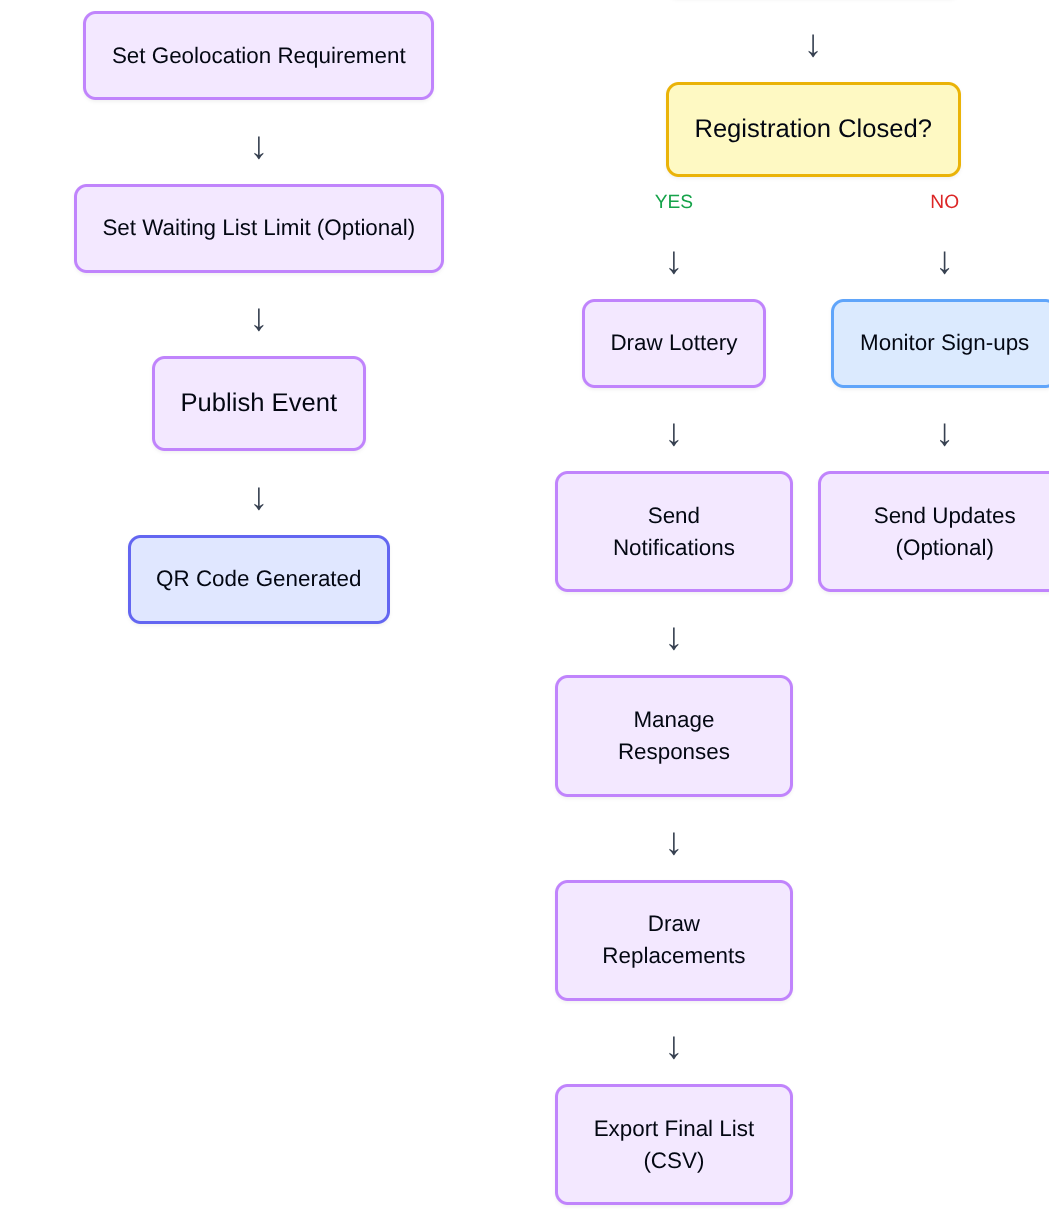 Set Geolocation Requirement
↓
Set Waiting List Limit (Optional)
↓
Publish Event
↓
QR Code Generated
↓
Registration Closed?
YES
NO
↓
↓
Draw Lottery
Monitor Sign-ups
↓
↓
Send
Notifications
Send Updates
(Optional)
↓
Manage
Responses
↓
Draw
Replacements
↓
Export Final List
(CSV)